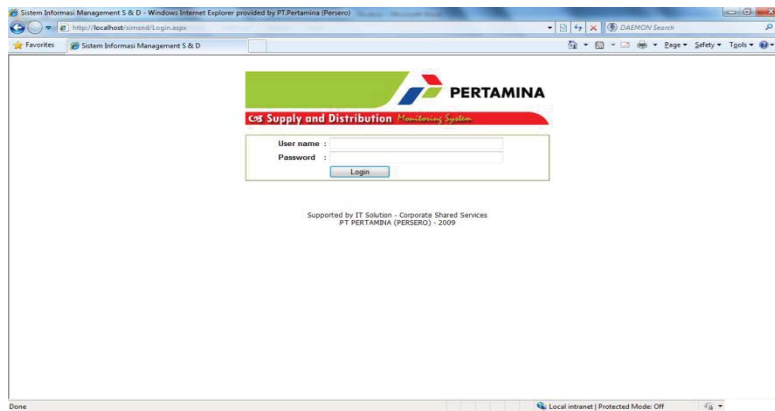 Sistem Informasi Management S & D - Windows Internet Explorer provided by PT.Pertamina (Persero)
http://localhost/simsnd/Login.aspx
DAEMON Search
Favorites
Sistem Informasi Management S & D
Page Safety Tools
PERTAMINA
Supply and Distribution Monitoring System
User name :
Password :
Login
Supported by IT Solution - Corporate Shared Services
PT PERTAMINA (PERSERO) - 2009
Done
Local intranet | Protected Mode: Off